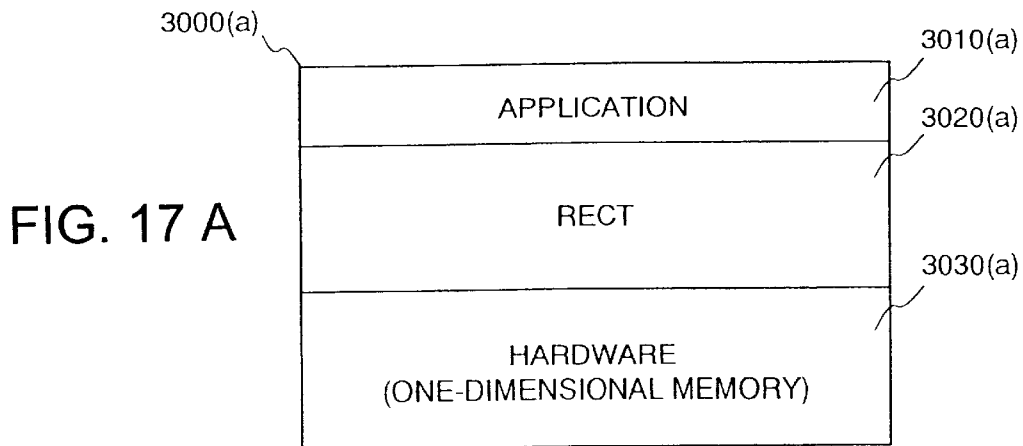 3000(a)
3010(a)
APPLICATION
3020(a)
FIG. 17 A
RECT
3030(a)
HARDWARE
(ONE-DIMENSIONAL MEMORY)